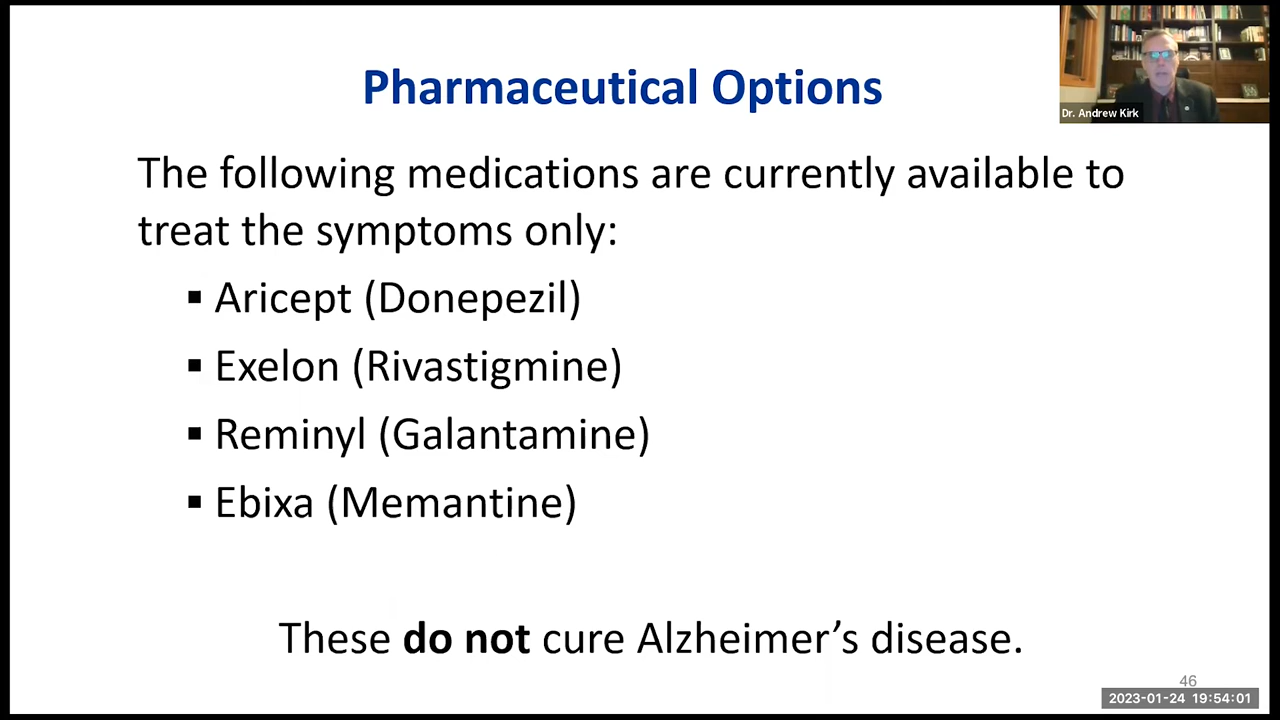 Pharmaceutical Options
Dr. Andrew Kirk
The following medications are currently available to
treat the symptoms only:
▪ Aricept (Donepezil)
▪ Exelon (Rivastigmine)
▪ Reminyl (Galantamine)
▪ Ebixa (Memantine)
These do not cure Alzheimer’s disease.
46
2023-01-24 19:54:01